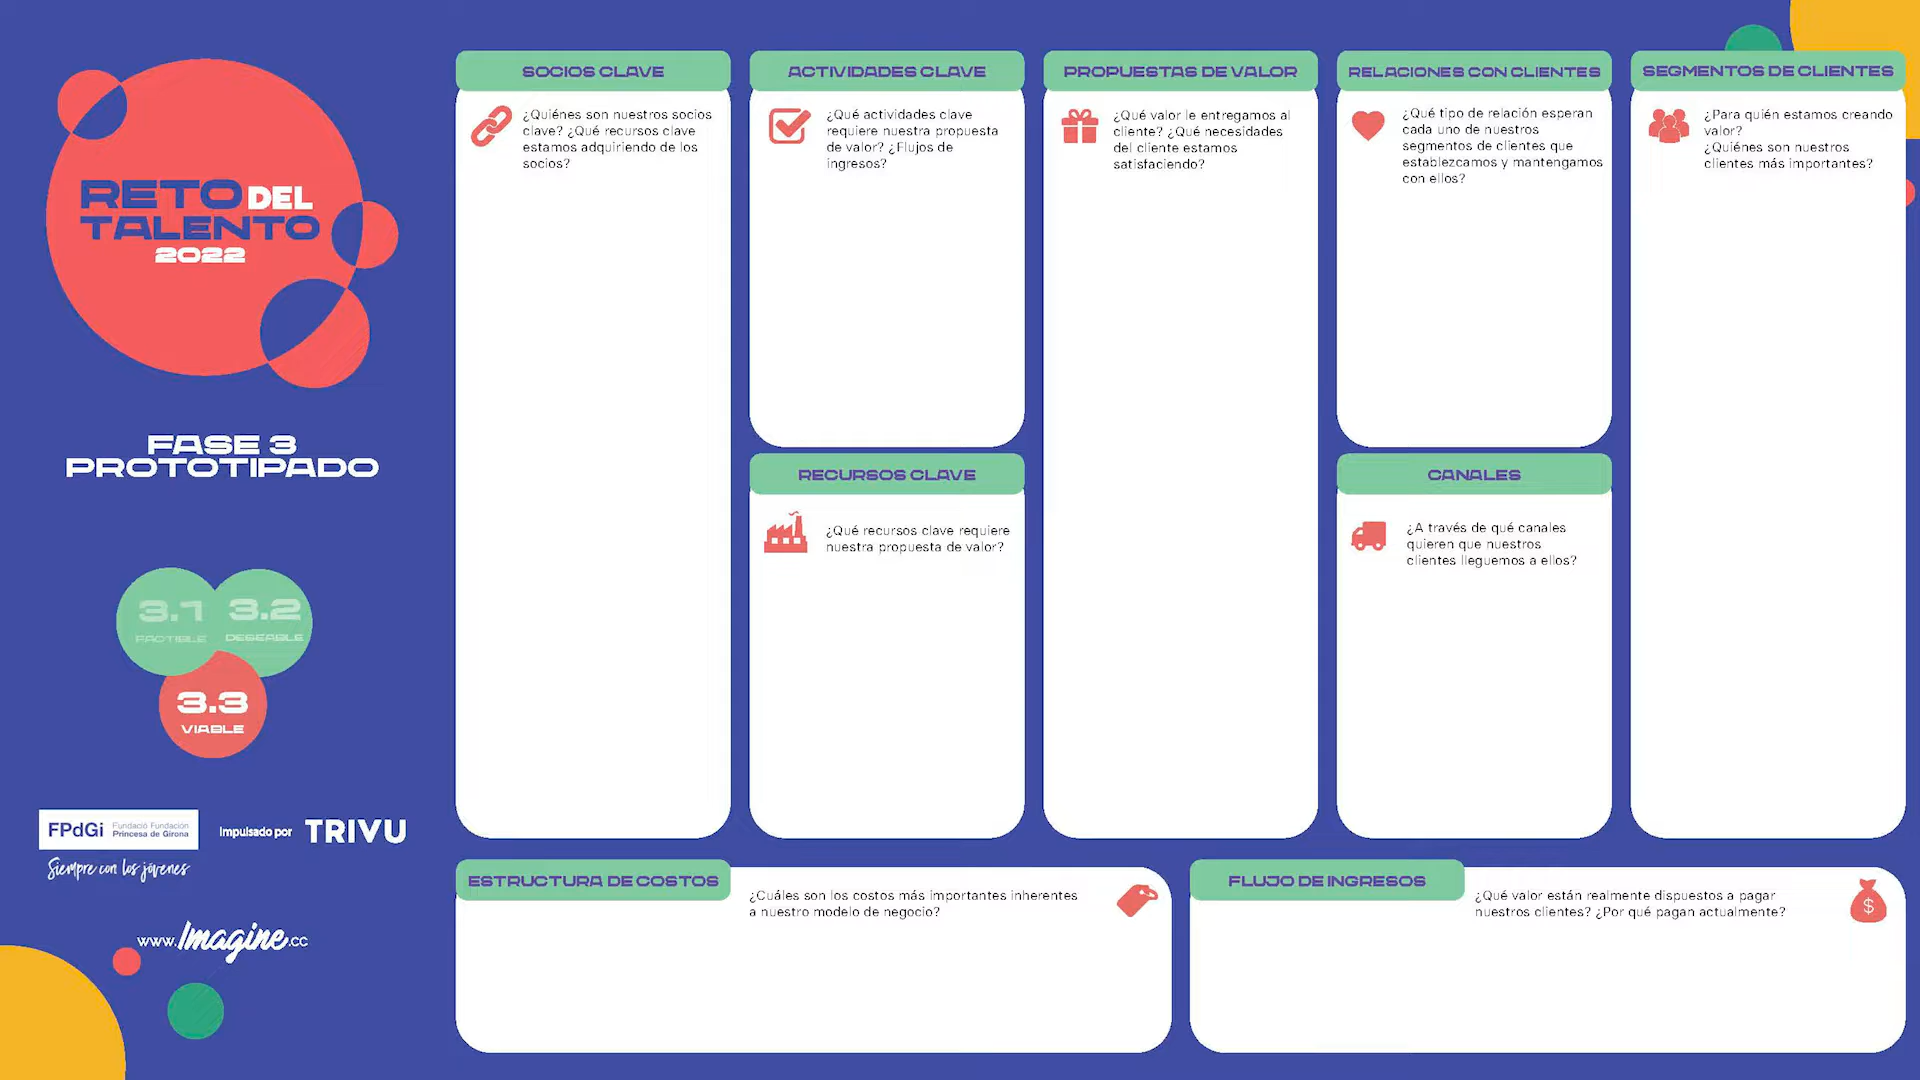 RETO DEL
TALENTO
2022
FASE 3
PROTOTIPADO
3.1
FACTIBLE
3.2
DESEABLE
3.3
VIABLE
FPdGi
Fundació Fundación
Princesa de Girona
Siempre con los jóvenes
Impulsado por TRIVU
www.Imagine.cc
SOCIOS CLAVE
¿Quiénes son nuestros socios
clave? ¿Qué recursos clave
estamos adquiriendo de los
socios?
ACTIVIDADES CLAVE
¿Qué actividades clave
requiere nuestra propuesta
de valor? ¿Flujos de
ingresos?
RECURSOS CLAVE
¿Qué recursos clave requiere
nuestra propuesta de valor?
PROPUESTAS DE VALOR
¿Qué valor le entregamos al
cliente? ¿Qué necesidades
del cliente estamos
satisfaciendo?
RELACIONES CON CLIENTES
¿Qué tipo de relación esperan
cada uno de nuestros
segmentos de clientes que
establezcamos y mantengamos
con ellos?
CANALES
¿A través de qué canales
quieren que nuestros
clientes lleguemos a ellos?
SEGMENTOS DE CLIENTES
¿Para quién estamos creando
valor?
¿Quiénes son nuestros
clientes más importantes?
ESTRUCTURA DE COSTOS
¿Cuáles son los costos más importantes inherentes
a nuestro modelo de negocio?
FLUJO DE INGRESOS
¿Qué valor están realmente dispuestos a pagar
nuestros clientes? ¿Por qué pagan actualmente?
$